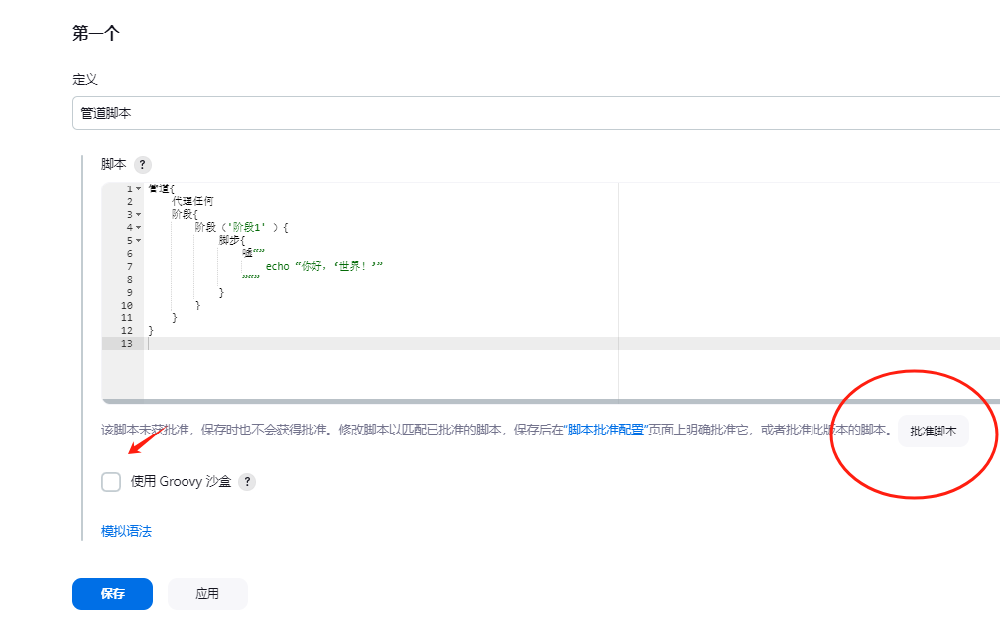 第一个
定义
管道脚本
脚本 ?
1 管道{
2 代理任何
3 阶段{
4 阶段（'阶段1' ）{
5 脚步{
6 嘘“”
7 echo “你好，‘世界！’”
8 ”“”
9 }
10 }
11 }
12 }
13
该脚本未获批准，保存时也不会获得批准。修改脚本以匹配已批准的脚本，保存后在“脚本批准配置”页面上明确批准它，或者批准此版本的脚本。 批准脚本
使用 Groovy 沙盒 ?
模拟语法
保存 应用